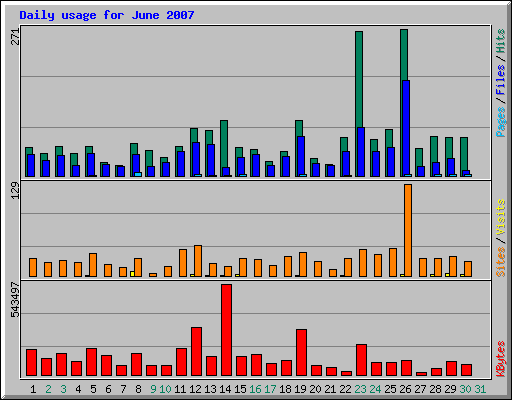 Daily usage for June 2007
271
Pages / Files / Hits
129
Sites / Visits
543497
KBytes
1 2 3 4 5 6 7 8 9 10 11 12 13 14 15 16 17 18 19 20 21 22 23 24 25 26 27 28 29 30 31